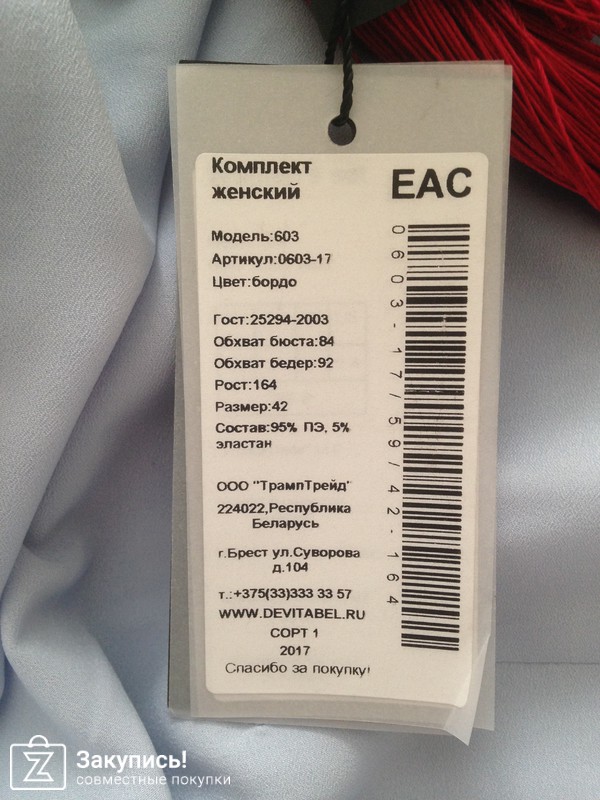 Комплект
женский
EAC
Модель:603
Артикул:0603-17
Цвет:бордо
Гост:25294-2003
Обхват бюста:84
Обхват бедер:92
Рост:164
Размер:42
Состав:95% ПЭ, 5%
эластан
ООО "ТрампТрейд"
224022,Республика
Беларусь
г.Брест ул.Суворова
д.104
т.:+375(33)333 33 57
WWW.DEVITABEL.RU
СОРТ 1
2017
Спасибо за покупку!
0603-17/59/42-164
Закупись!
совместные покупки